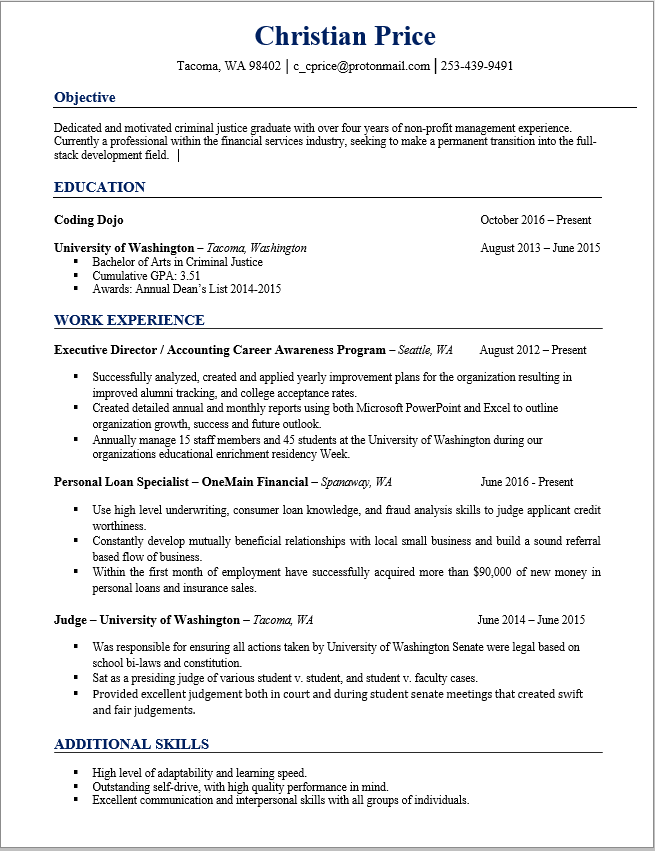 Christian Price
Tacoma, WA 98402 | c_cprice@protonmail.com | 253-439-9491
Objective
Dedicated and motivated criminal justice graduate with over four years of non-profit management experience.
Currently a professional within the financial services industry, seeking to make a permanent transition into the full-
stack development field.
EDUCATION
Coding Dojo October 2016 – Present
University of Washington – Tacoma, Washington August 2013 – June 2015
▪ Bachelor of Arts in Criminal Justice
▪ Cumulative GPA: 3.51
▪ Awards: Annual Dean’s List 2014-2015
WORK EXPERIENCE
Executive Director / Accounting Career Awareness Program – Seattle, WA August 2012 – Present
▪ Successfully analyzed, created and applied yearly improvement plans for the organization resulting in
improved alumni tracking, and college acceptance rates.
▪ Created detailed annual and monthly reports using both Microsoft PowerPoint and Excel to outline
organization growth, success and future outlook.
▪ Annually manage 15 staff members and 45 students at the University of Washington during our
organizations educational enrichment residency Week.
Personal Loan Specialist – OneMain Financial – Spanaway, WA June 2016 - Present
▪ Use high level underwriting, consumer loan knowledge, and fraud analysis skills to judge applicant credit
worthiness.
▪ Constantly develop mutually beneficial relationships with local small business and build a sound referral
based flow of business.
▪ Within the first month of employment have successfully acquired more than $90,000 of new money in
personal loans and insurance sales.
Judge – University of Washington – Tacoma, WA June 2014 – June 2015
▪ Was responsible for ensuring all actions taken by University of Washington Senate were legal based on
school bi-laws and constitution.
▪ Sat as a presiding judge of various student v. student, and student v. faculty cases.
▪ Provided excellent judgement both in court and during student senate meetings that created swift
and fair judgements.
ADDITIONAL SKILLS
▪ High level of adaptability and learning speed.
▪ Outstanding self-drive, with high quality performance in mind.
▪ Excellent communication and interpersonal skills with all groups of individuals.